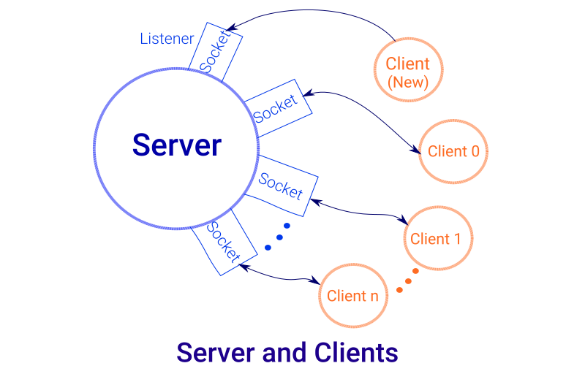 Listener
Socket
Client
(New)
Socket
Server
Client 0
Socket
Socket
Client 1
Client n
Server and Clients